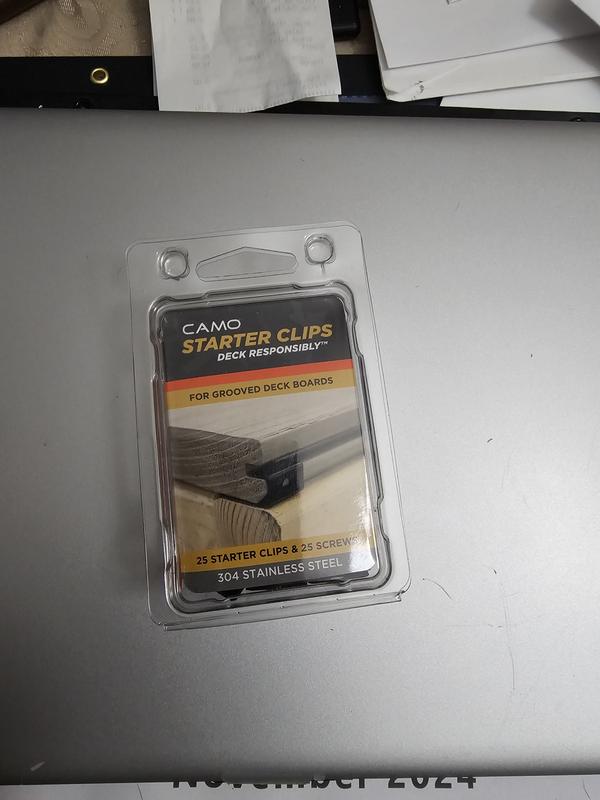 CAMO
STARTER CLIPS
DECK RESPONSIBLY™
FOR GROOVED DECK BOARDS
25 STARTER CLIPS & 25 SCREWS
304 STAINLESS STEEL
November 2024